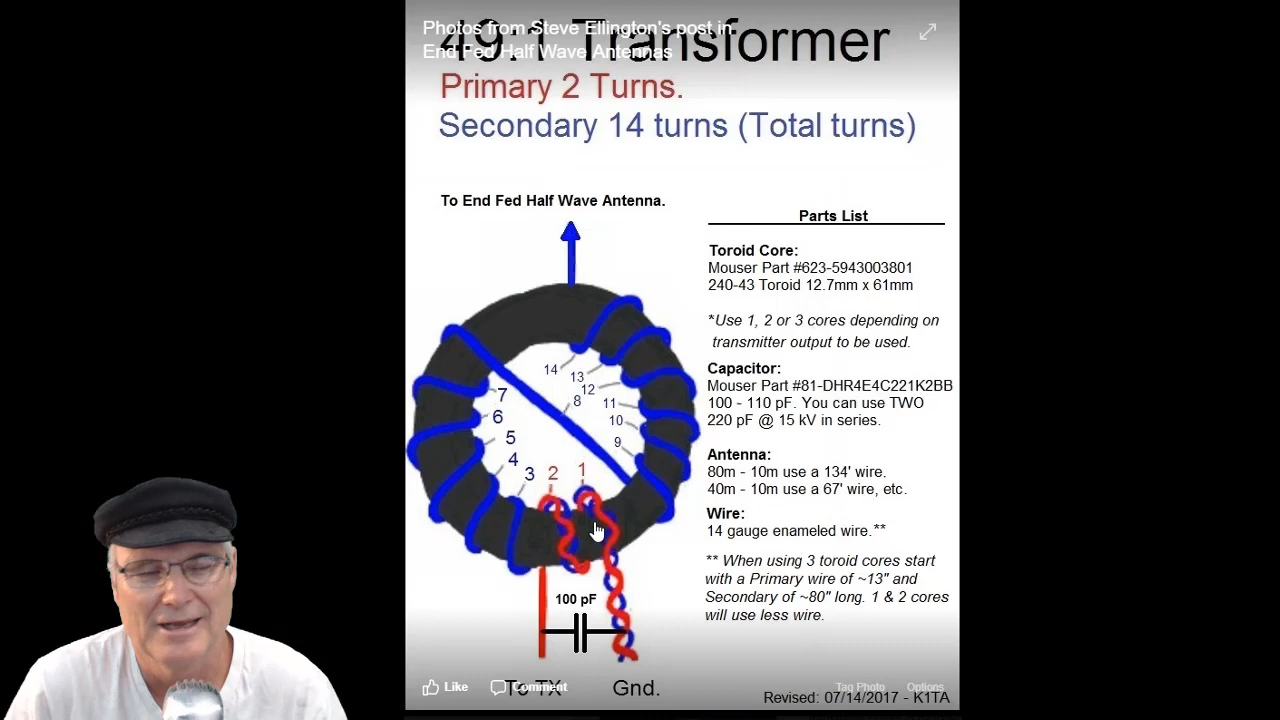 49:1 Transformer
Photos from Steve Ellington's post in
End Fed Half Wave Antennas
Primary 2 Turns.
Secondary 14 turns (Total turns)
To End Fed Half Wave Antenna.
Parts List
Toroid Core:
Mouser Part #623-5943003801
240-43 Toroid 12.7mm x 61mm
*Use 1, 2 or 3 cores depending on
transmitter output to be used.
Capacitor:
Mouser Part #81-DHR4E4C221K2BB
100 - 110 pF. You can use TWO
220 pF @ 15 kV in series.
Antenna:
80m - 10m use a 134' wire.
40m - 10m use a 67' wire, etc.
Wire:
14 gauge enameled wire.**
** When using 3 toroid cores start
with a Primary wire of ~13" and
Secondary of ~80" long. 1 & 2 cores
will use less wire.
14
13
12
11
10
9
8
7
6
5
4
3
2
1
100 pF
To TX
Gnd.
Like
Comment
Tag Photo
Options
Revised: 07/14/2017 - K1TA